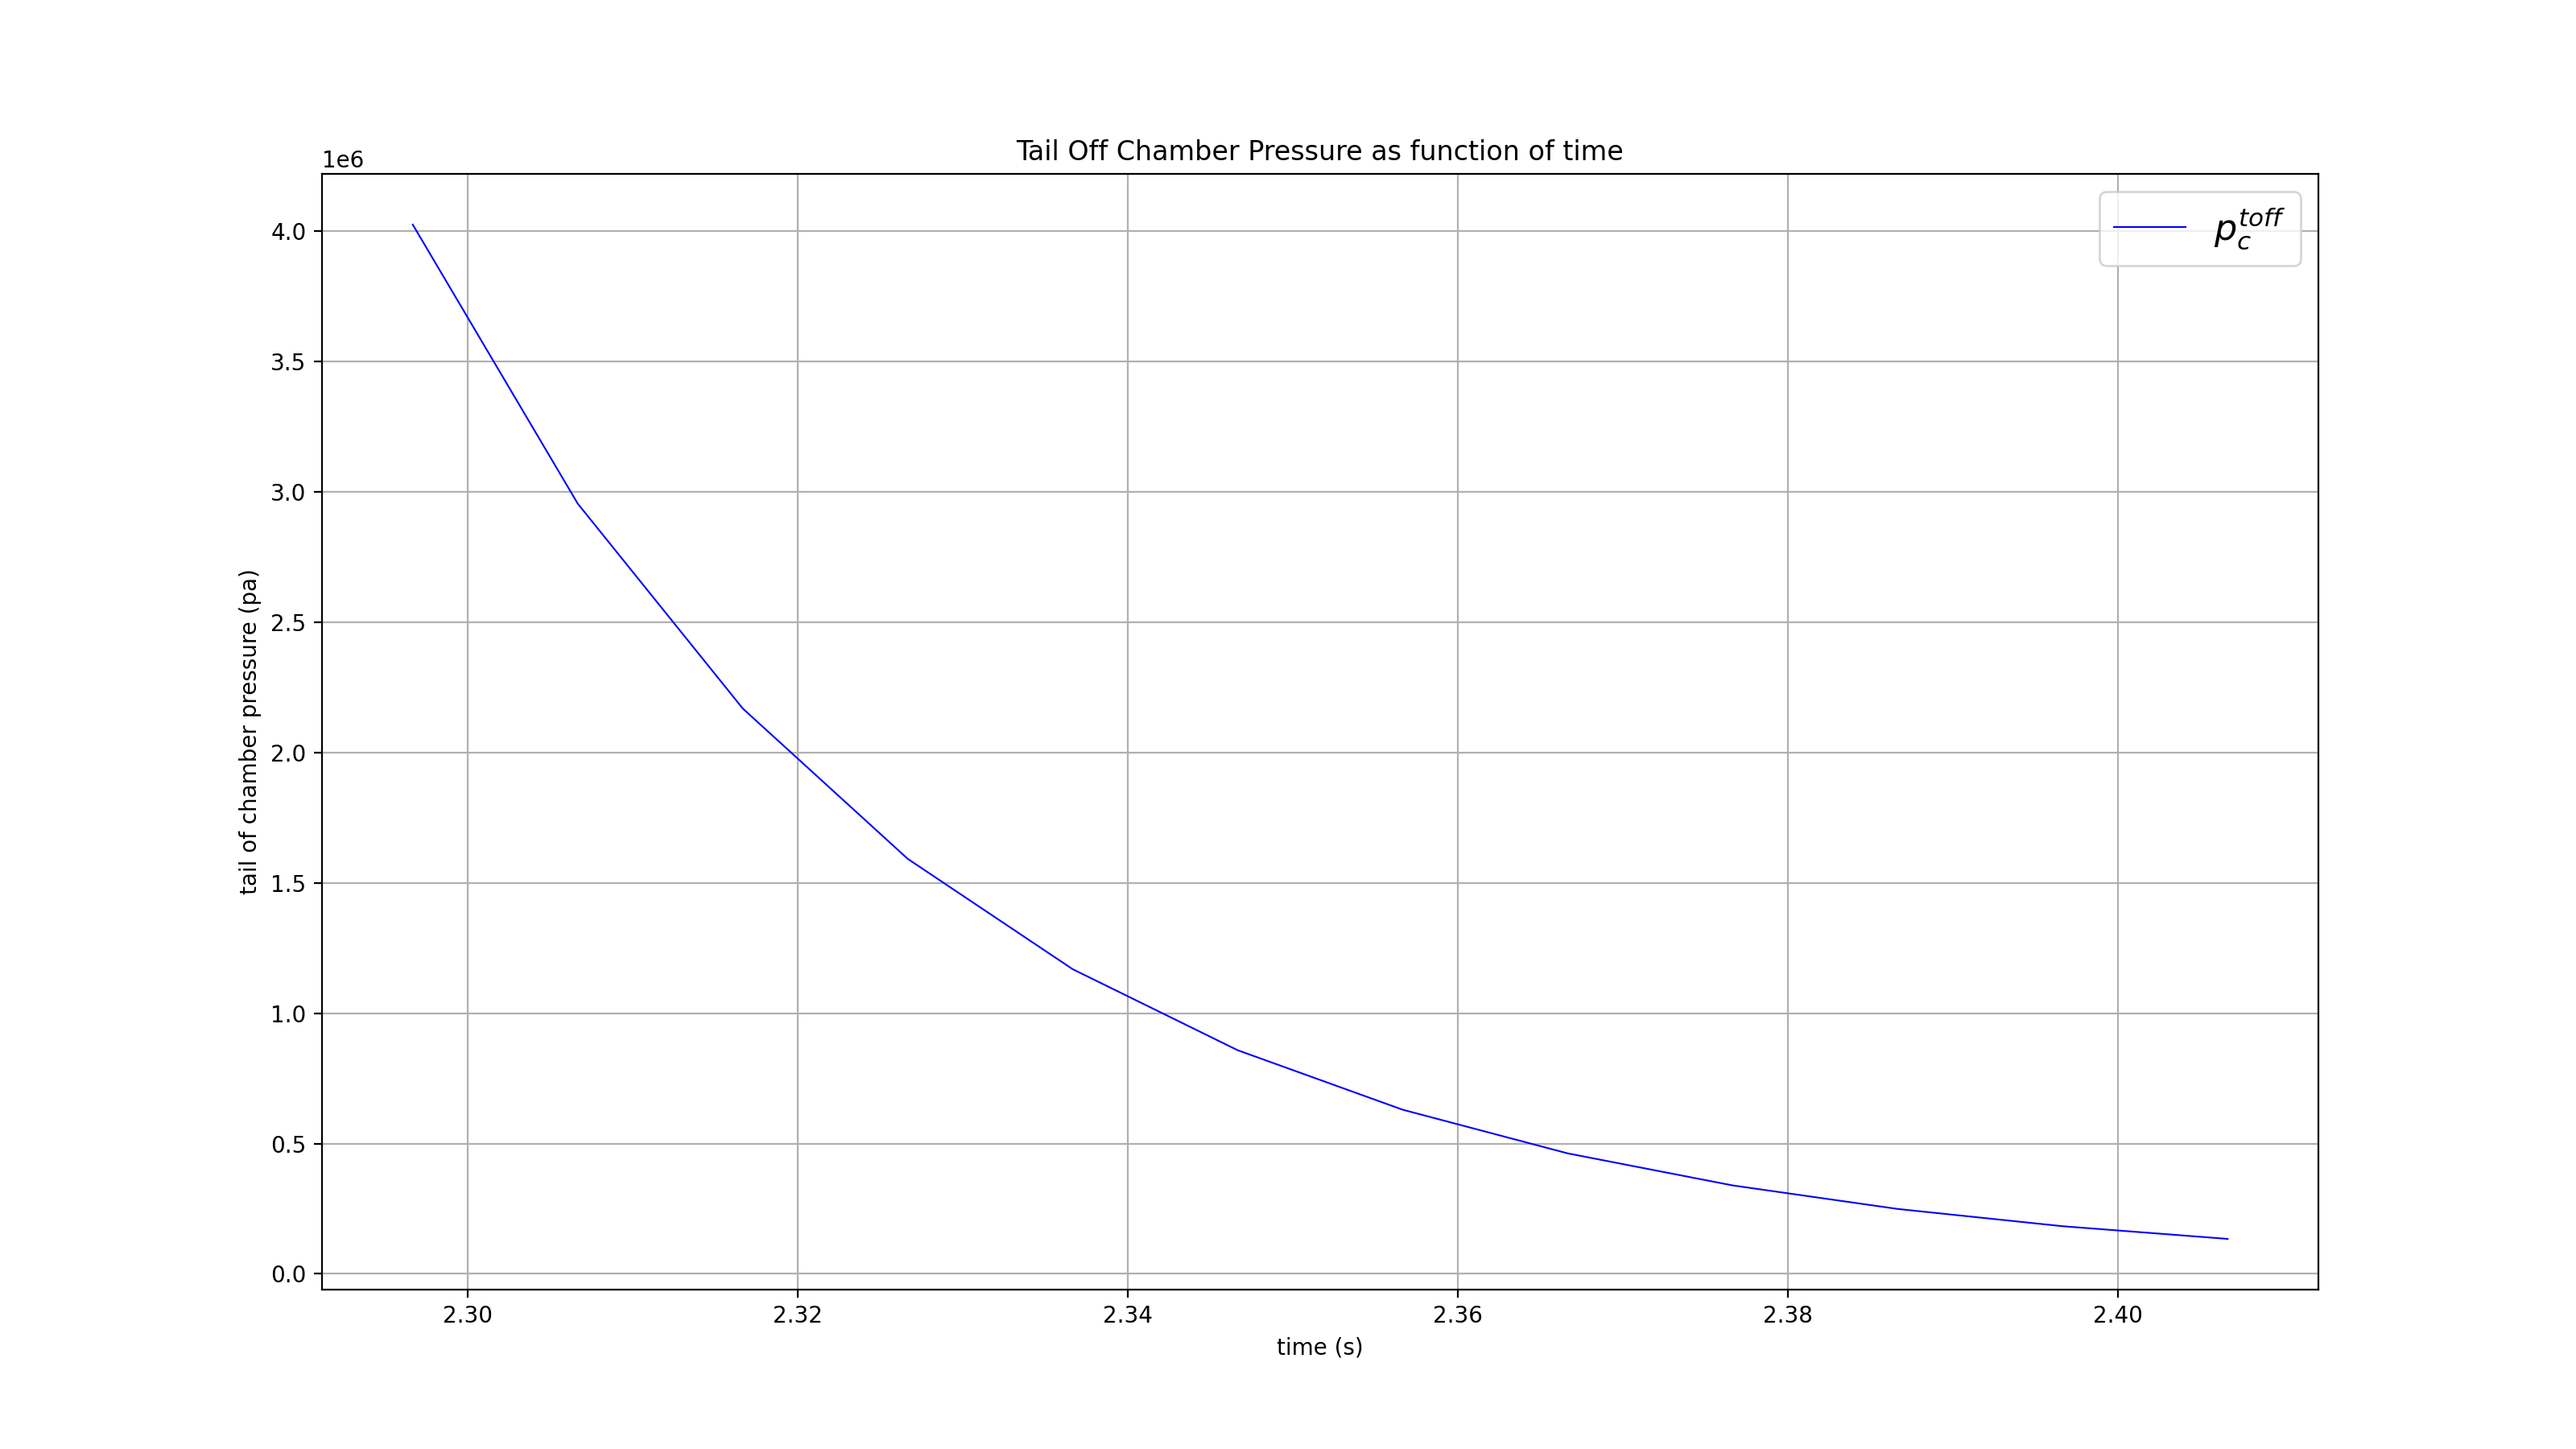 Tail Off Chamber Pressure as function of time
1e6
p_c^{toff}
4.0
3.5
3.0
2.5
2.0
1.5
1.0
0.5
0.0
tail of chamber pressure (pa)
2.30 2.32 2.34 2.36 2.38 2.40
time (s)